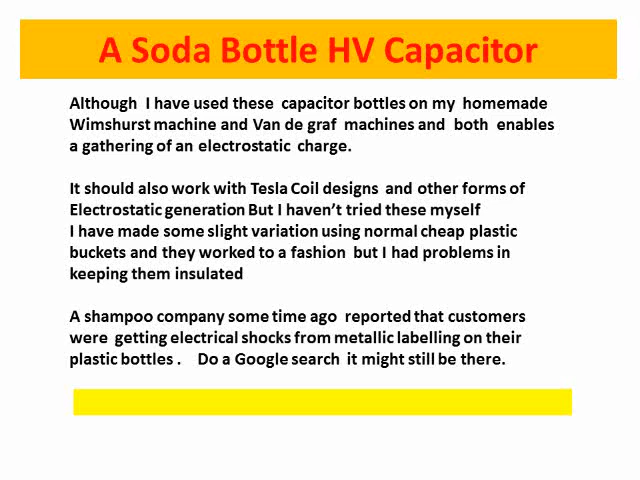 A Soda Bottle HV Capacitor
Although I have used these capacitor bottles on my homemade
Wimshurst machine and Van de graf machines and both enables
a gathering of an electrostatic charge.
It should also work with Tesla Coil designs and other forms of
Electrostatic generation But I haven’t tried these myself
I have made some slight variation using normal cheap plastic
buckets and they worked to a fashion but I had problems in
keeping them insulated
A shampoo company some time ago reported that customers
were getting electrical shocks from metallic labelling on their
plastic bottles . Do a Google search it might still be there.